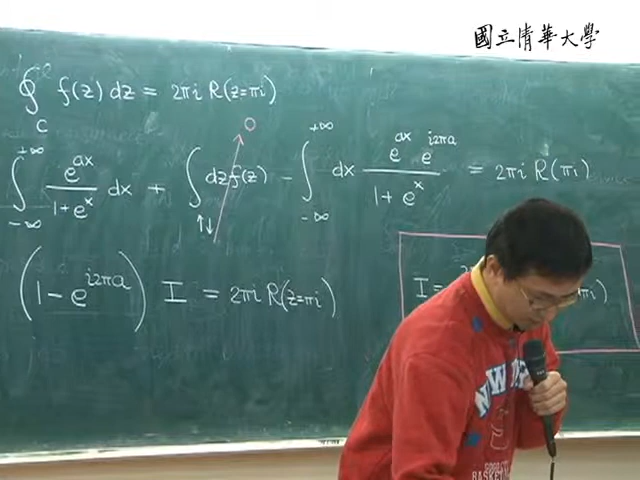 國立清華大學
∮_C f(z) dz = 2πi R(z=πi)
∫_{-∞}^{+∞} e^{ax}/(1+e^x) dx + ∫_{↑↓} dz f(z) → 0 - ∫_{-∞}^{+∞} dx e^{ax} e^{i2πa}/(1+e^x) = 2πi R(πi)
(1 - e^{i2πa}) I = 2πi R(z=πi)
I =